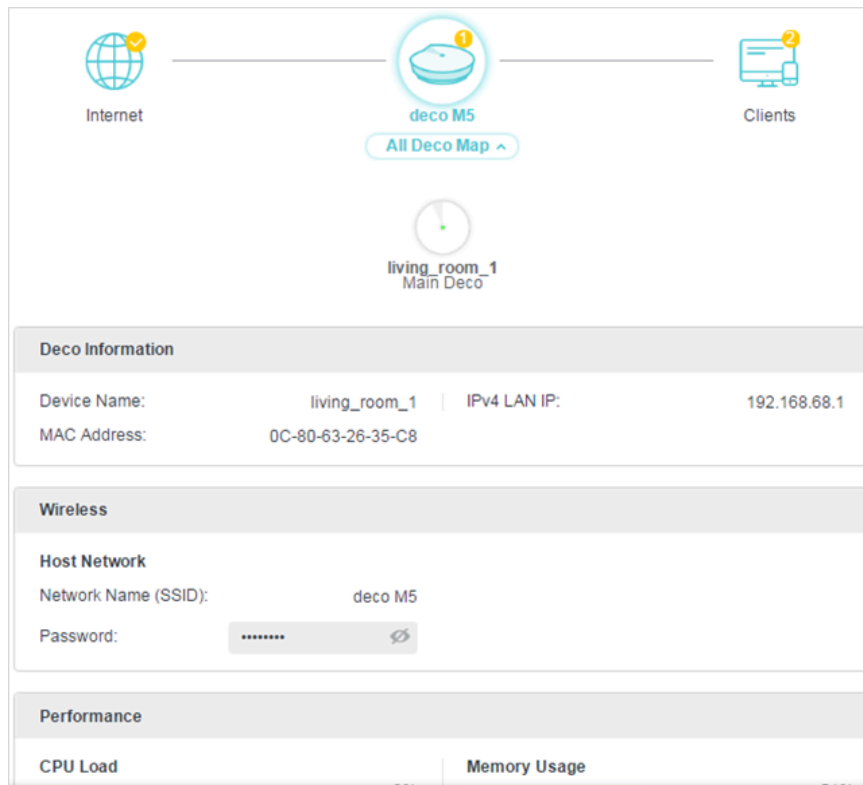 1
2
Internet
deco M5
Clients
All Deco Map
living_room_1
Main Deco
Deco Information
Device Name: living_room_1 IPv4 LAN IP: 192.168.68.1
MAC Address: 0C-80-63-26-35-C8
Wireless
Host Network
Network Name (SSID): deco M5
Password: ••••••••
Performance
CPU Load Memory Usage